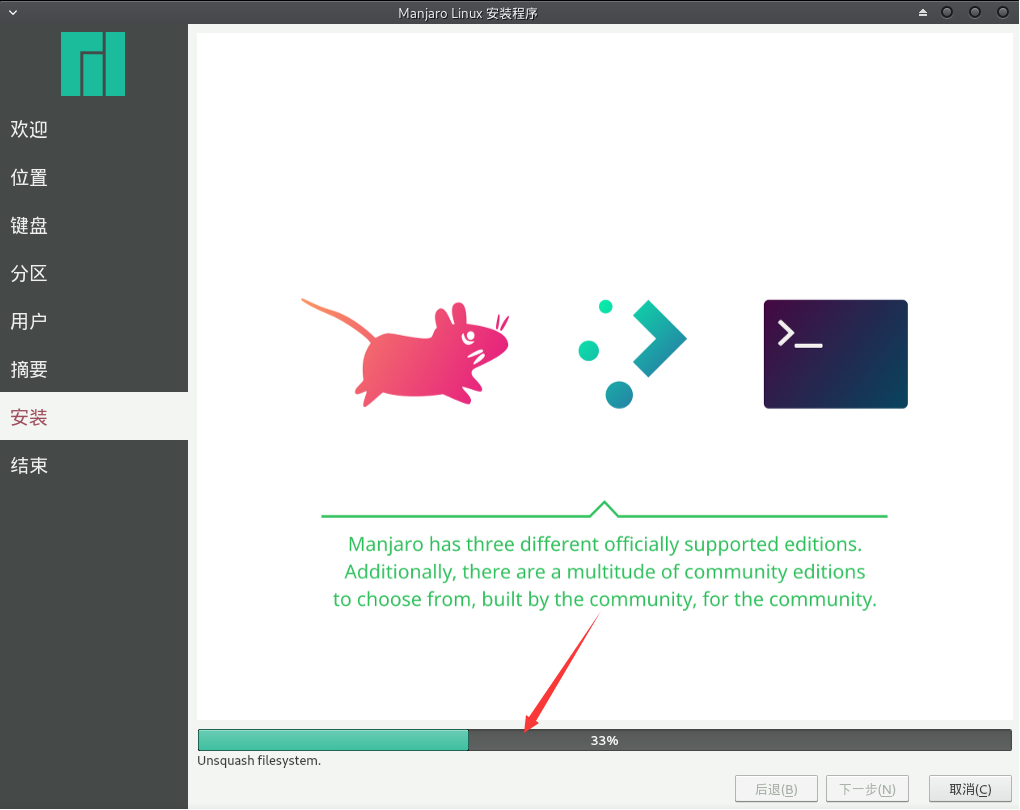 Manjaro Linux 安装程序
欢迎
位置
键盘
分区
用户
摘要
安装
结束
>_
Manjaro has three different officially supported editions.
Additionally, there are a multitude of community editions
to choose from, built by the community, for the community.
33%
Unsquash filesystem.
后退(B)
下一步(N)
取消(C)